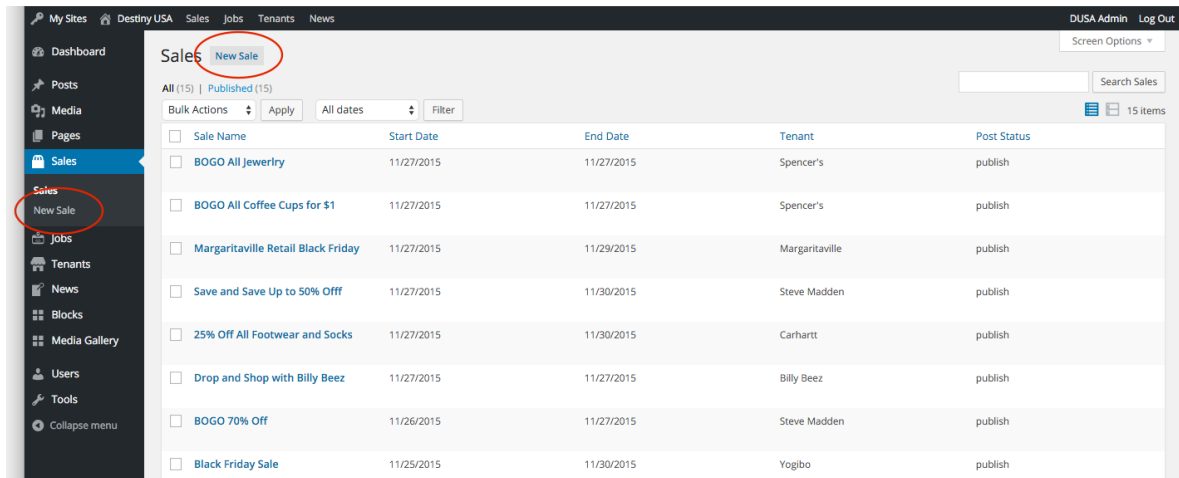 My Sites Destiny USA Sales Jobs Tenants News DUSA Admin Log Out
Dashboard
Posts
Media
Pages
Sales
Sales
New Sale
Jobs
Tenants
News
Blocks
Media Gallery
Users
Tools
Collapse menu
Screen Options
Sales New Sale
All (15) | Published (15)
Search Sales
Bulk Actions Apply All dates Filter 15 items
Sale Name Start Date End Date Tenant Post Status
BOGO All Jewerlry 11/27/2015 11/27/2015 Spencer's publish
BOGO All Coffee Cups for $1 11/27/2015 11/27/2015 Spencer's publish
Margaritaville Retail Black Friday 11/27/2015 11/29/2015 Margaritaville publish
Save and Save Up to 50% Offf 11/27/2015 11/30/2015 Steve Madden publish
25% Off All Footwear and Socks 11/27/2015 11/30/2015 Carhartt publish
Drop and Shop with Billy Beez 11/27/2015 11/27/2015 Billy Beez publish
BOGO 70% Off 11/26/2015 11/27/2015 Steve Madden publish
Black Friday Sale 11/25/2015 11/30/2015 Yogibo publish